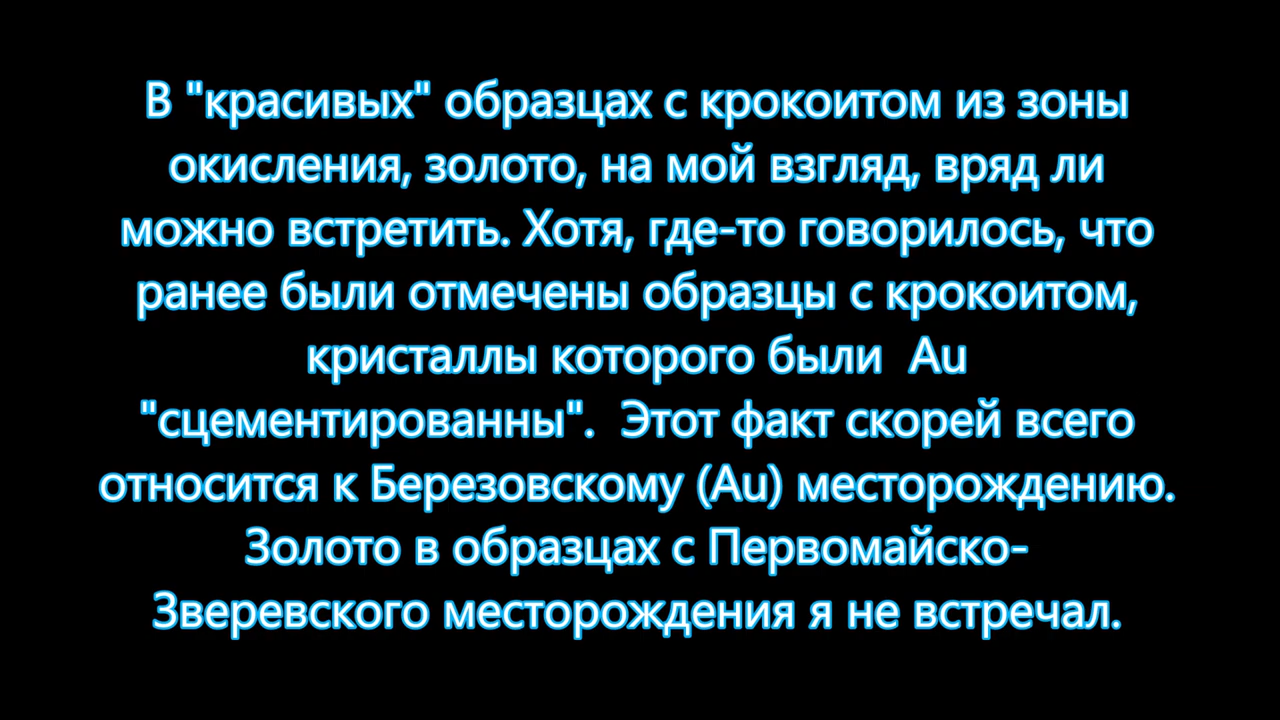 В "красивых" образцах с крокоитом из зоны
окисления, золото, на мой взгляд, вряд ли
можно встретить. Хотя, где-то говорилось, что
ранее были отмечены образцы с крокоитом,
кристаллы которого были  Au
"сцементированны".  Этот факт скорей всего
относится к Березовскому (Au) месторождению.
Золото в образцах с Первомайско-
Зверевского месторождения я не встречал.